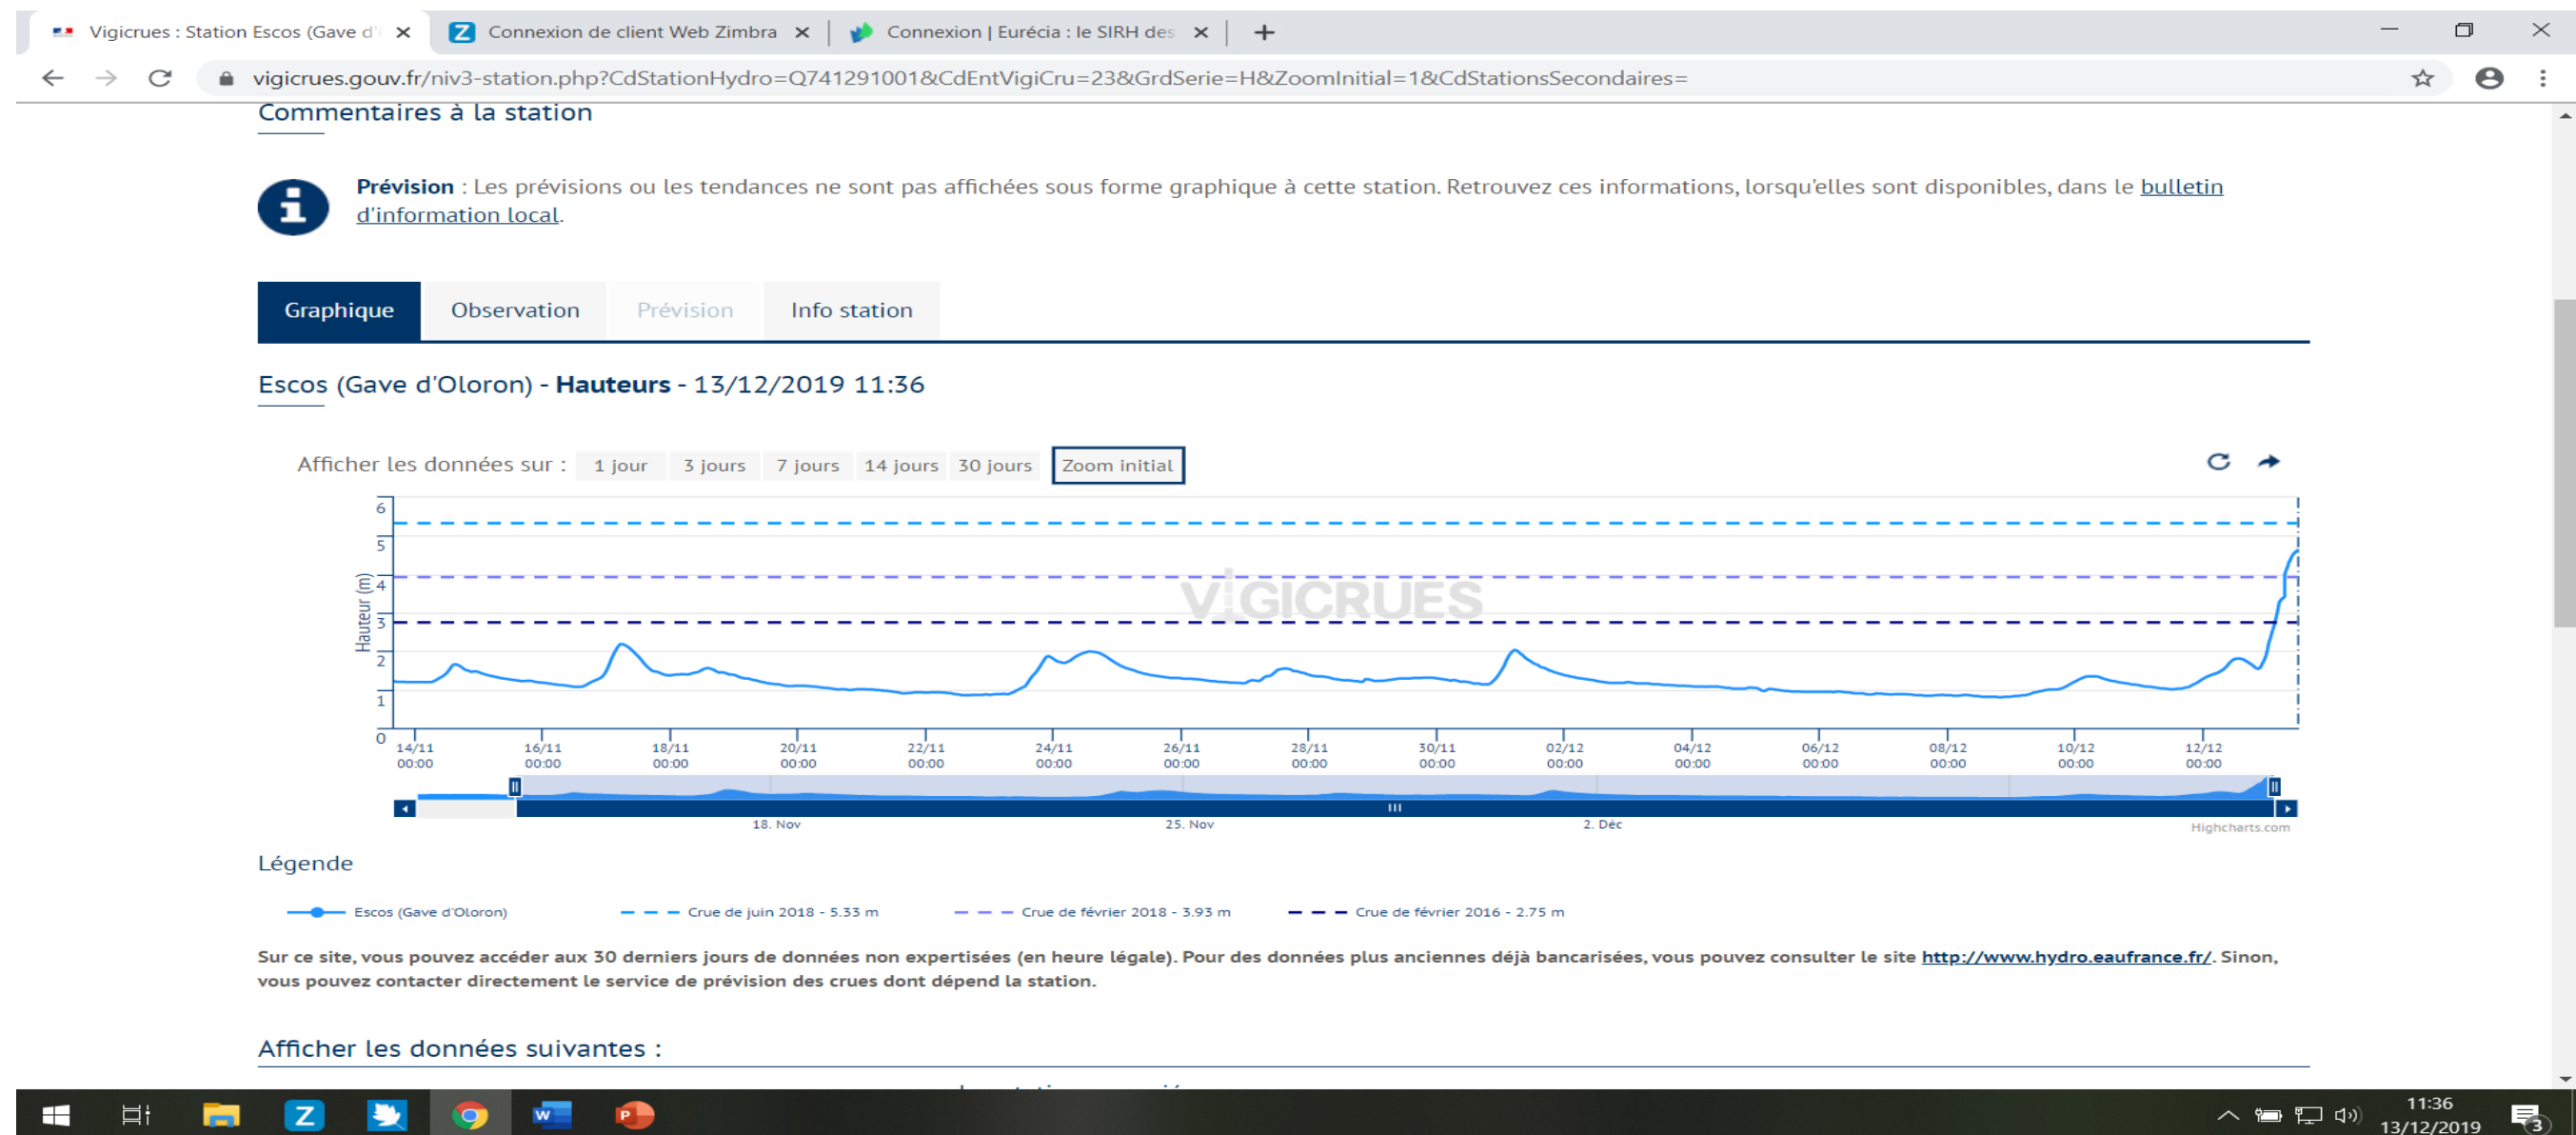 Vigicrues : Station Escos (Gave d'
Connexion de client Web Zimbra
Connexion | Eurécia : le SIRH des
vigicrues.gouv.fr/niv3-station.php?CdStationHydro=Q741291001&CdEntVigiCru=23&GrdSerie=H&ZoomInitial=1&CdStationsSecondaires=
Commentaires à la station
Prévision : Les prévisions ou les tendances ne sont pas affichées sous forme graphique à cette station. Retrouvez ces informations, lorsqu'elles sont disponibles, dans le bulletin
d'information local.
Graphique Observation Prévision Info station
Escos (Gave d'Oloron) - Hauteurs - 13/12/2019 11:36
Afficher les données sur : 1 jour 3 jours 7 jours 14 jours 30 jours Zoom initial
Hauteur (m)
6
5
4
3
2
1
0
VIGICRUES
14/11 16/11 18/11 20/11 22/11 24/11 26/11 28/11 30/11 02/12 04/12 06/12 08/12 10/12 12/12
00:00 00:00 00:00 00:00 00:00 00:00 00:00 00:00 00:00 00:00 00:00 00:00 00:00 00:00 00:00
18. Nov 25. Nov 2. Déc
Highcharts.com
Légende
Escos (Gave d'Oloron) Crue de juin 2018 - 5.33 m Crue de février 2018 - 3.93 m Crue de février 2016 - 2.75 m
Sur ce site, vous pouvez accéder aux 30 derniers jours de données non expertisées (en heure légale). Pour des données plus anciennes déjà bancarisées, vous pouvez consulter le site http://www.hydro.eaufrance.fr/. Sinon,
vous pouvez contacter directement le service de prévision des crues dont dépend la station.
Afficher les données suivantes :
11:36
13/12/2019
3